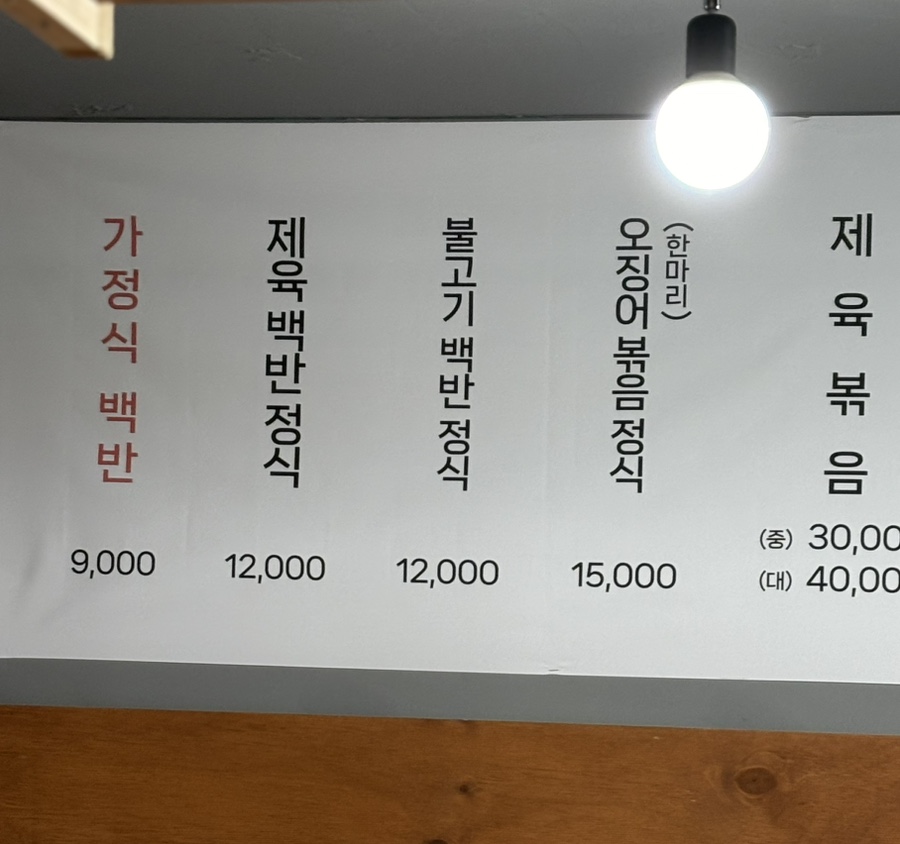 가정식 백반
9,000
제육백반정식
12,000
불고기백반정식
12,000
오징어볶음정식
(한마리)
15,000
제육볶음
(중) 30,00
(대) 40,00